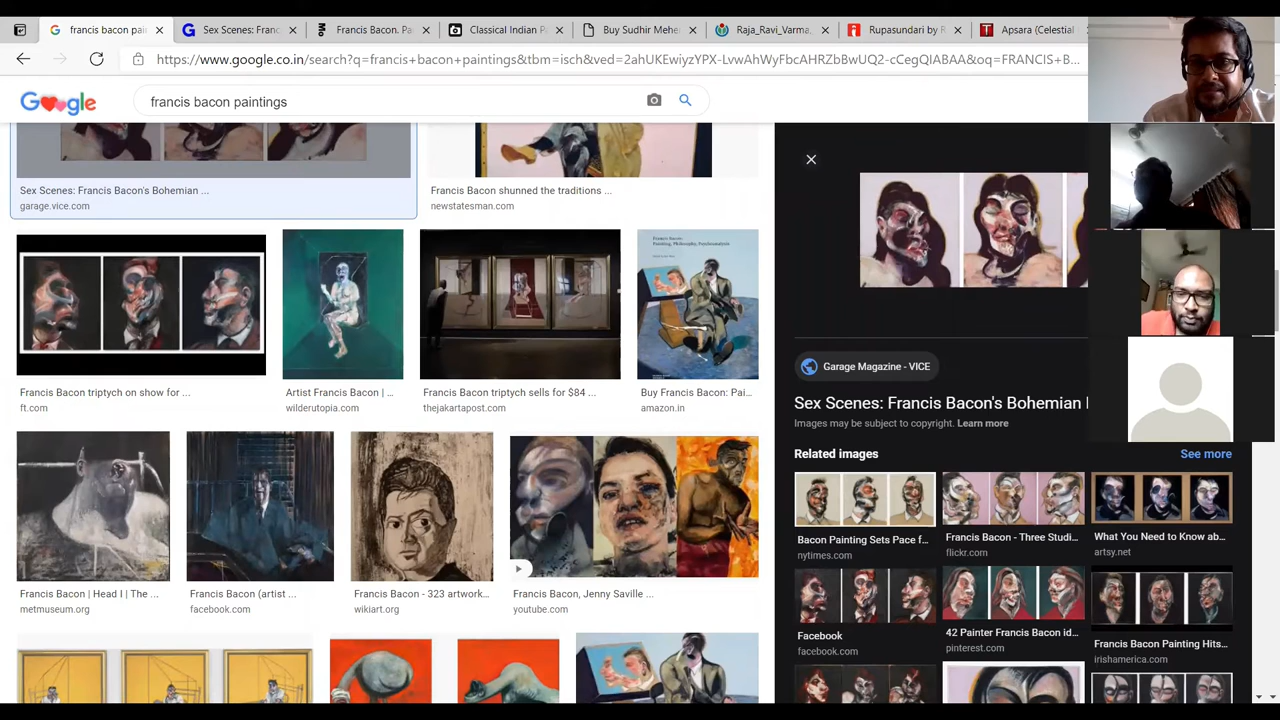 francis bacon pai
Sex Scenes: Franc
Francis Bacon. Pa
Classical Indian P
Buy Sudhir Mehe
Raja_Ravi_Varma,
Rupasundari by R
Apsara (Celestial
https://www.google.co.in/search?q=francis+bacon+paintings&tbm=isch&ved=2ahUKEwiyzYPX-LvwAhWyFbcAHRZbBwUQ2-cCegQIABAA&oq=FRANCIS+B...
Google
francis bacon paintings
Sex Scenes: Francis Bacon's Bohemian ...
garage.vice.com
Francis Bacon shunned the traditions ...
newstatesman.com
Francis Bacon triptych on show for ...
ft.com
Artist Francis Bacon | ...
wilderutopia.com
Francis Bacon triptych sells for $84 ...
thejakartapost.com
Buy Francis Bacon: Pai...
amazon.in
Francis Bacon | Head I | The ...
metmuseum.org
Francis Bacon (artist ...
facebook.com
Francis Bacon - 323 artwork...
wikiart.org
Francis Bacon, Jenny Saville ...
youtube.com
Garage Magazine - VICE
Sex Scenes: Francis Bacon's Bohemian
Images may be subject to copyright. Learn more
Related images
See more
Bacon Painting Sets Pace f...
nytimes.com
Francis Bacon - Three Studi...
flickr.com
What You Need to Know ab...
artsy.net
Facebook
facebook.com
42 Painter Francis Bacon id...
pinterest.com
Francis Bacon Painting Hits...
irishamerica.com